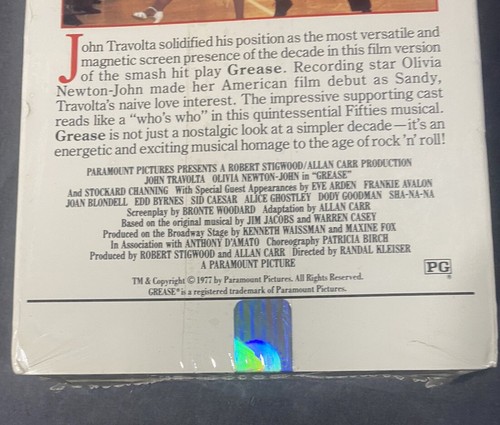 John Travolta solidified his position as the most versatile and
magnetic screen presence of the decade in this film version
of the smash hit play Grease. Recording star Olivia
Newton-John made her American film debut as Sandy,
Travolta's naive love interest. The impressive supporting cast
reads like a "who's who" in this quintessential Fifties musical.
Grease is not just a nostalgic look at a simpler decade—it's an
energetic and exciting musical homage to the age of rock 'n' roll!
PARAMOUNT PICTURES PRESENTS A ROBERT STIGWOOD/ALLAN CARR PRODUCTION
JOHN TRAVOLTA OLIVIA NEWTON-JOHN in "GREASE"
And STOCKARD CHANNING With Special Guest Appearances by EVE ARDEN FRANKIE AVALON
JOAN BLONDELL EDD BYRNES SID CAESAR ALICE GHOSTLEY DODY GOODMAN SHA-NA-NA
Screenplay by BRONTE WOODARD Adaptation by ALLAN CARR
Based on the original musical by JIM JACOBS and WARREN CASEY
Produced on the Broadway Stage by KENNETH WAISSMAN and MAXINE FOX
In Association with ANTHONY D'AMATO Choreography PATRICIA BIRCH
Produced by ROBERT STIGWOOD and ALLAN CARR Directed by RANDAL KLEISER
A PARAMOUNT PICTURE
PG
TM & Copyright © 1977 by Paramount Pictures. All Rights Reserved.
GREASE® is a registered trademark of Paramount Pictures.